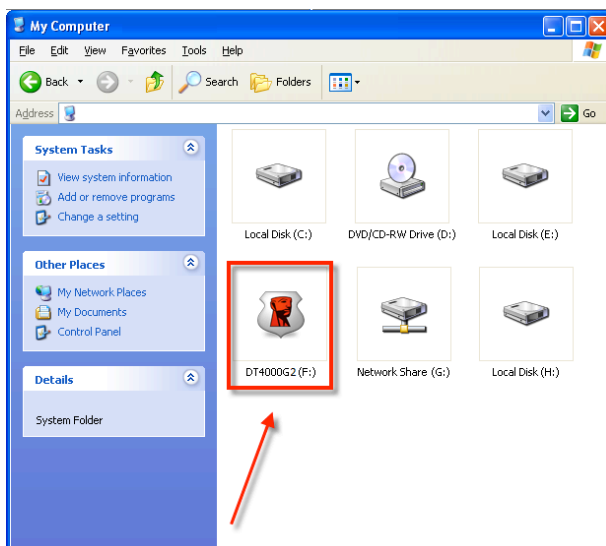 My Computer
File Edit View Favorites Tools Help
Back Search Folders
Address Go
System Tasks
View system information
Add or remove programs
Change a setting
Other Places
My Network Places
My Documents
Control Panel
Details
System Folder
Local Disk (C:) DVD/CD-RW Drive (D:) Local Disk (E:)
DT4000G2 (F:) Network Share (G:) Local Disk (H:)